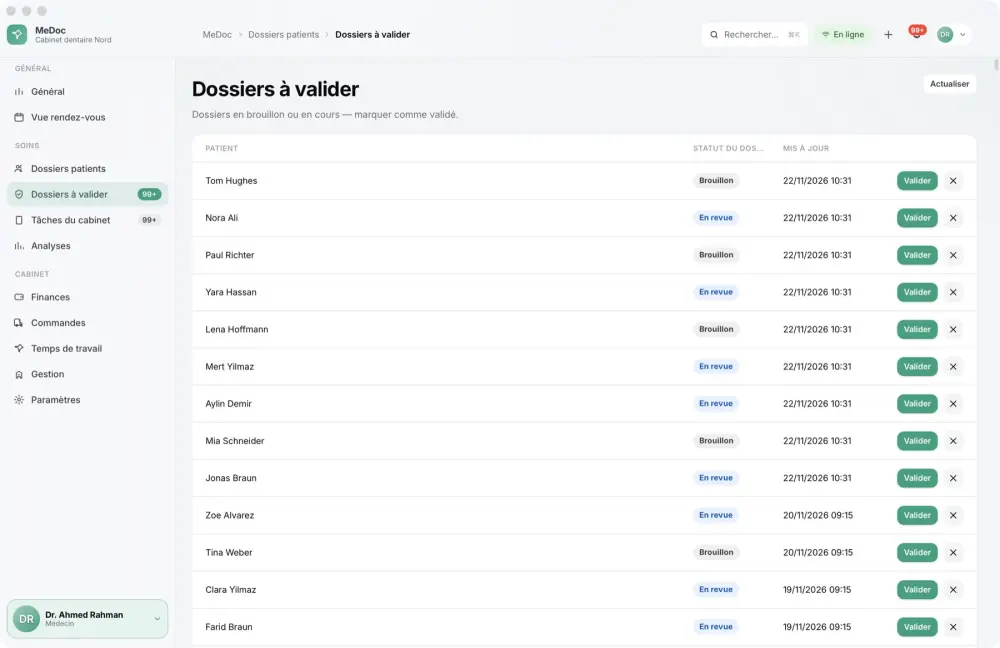 MeDoc
Cabinet dentaire Nord
MeDoc > Dossiers patients > Dossiers à valider
Rechercher... ⌘K
En ligne
99+
DR
GÉNÉRAL
Général
Vue rendez-vous
SOINS
Dossiers patients
Dossiers à valider 99+
Tâches du cabinet 99+
Analyses
CABINET
Finances
Commandes
Temps de travail
Gestion
Paramètres
DR
Dr. Ahmed Rahman
Médecin
Dossiers à valider
Actualiser
Dossiers en brouillon ou en cours — marquer comme validé.
PATIENT STATUT DU DOS... MIS À JOUR
Tom Hughes Brouillon 22/11/2026 10:31 Valider
Nora Ali En revue 22/11/2026 10:31 Valider
Paul Richter Brouillon 22/11/2026 10:31 Valider
Yara Hassan En revue 22/11/2026 10:31 Valider
Lena Hoffmann Brouillon 22/11/2026 10:31 Valider
Mert Yilmaz En revue 22/11/2026 10:31 Valider
Aylin Demir En revue 22/11/2026 10:31 Valider
Mia Schneider Brouillon 22/11/2026 10:31 Valider
Jonas Braun En revue 22/11/2026 10:31 Valider
Zoe Alvarez En revue 20/11/2026 09:15 Valider
Tina Weber Brouillon 20/11/2026 09:15 Valider
Clara Yilmaz En revue 19/11/2026 09:15 Valider
Farid Braun En revue 19/11/2026 09:15 Valider